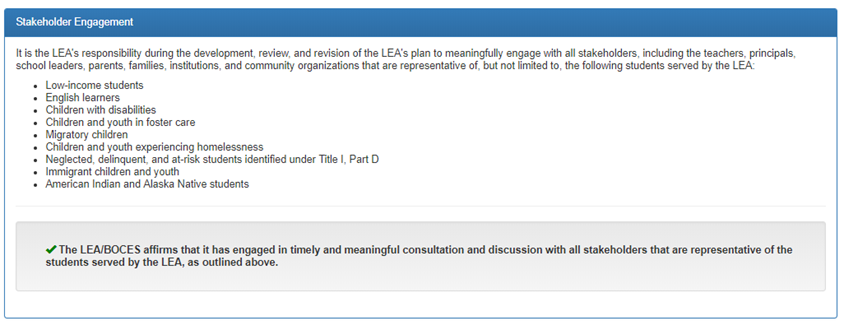 Stakeholder Engagement
It is the LEA's responsibility during the development, review, and revision of the LEA's plan to meaningfully engage with all stakeholders, including the teachers, principals,
school leaders, parents, families, institutions, and community organizations that are representative of, but not limited to, the following students served by the LEA:
• Low-income students
• English learners
• Children with disabilities
• Children and youth in foster care
• Migratory children
• Children and youth experiencing homelessness
• Neglected, delinquent, and at-risk students identified under Title I, Part D
• Immigrant children and youth
• American Indian and Alaska Native students
✔ The LEA/BOCES affirms that it has engaged in timely and meaningful consultation and discussion with all stakeholders that are representative of the
students served by the LEA, as outlined above.